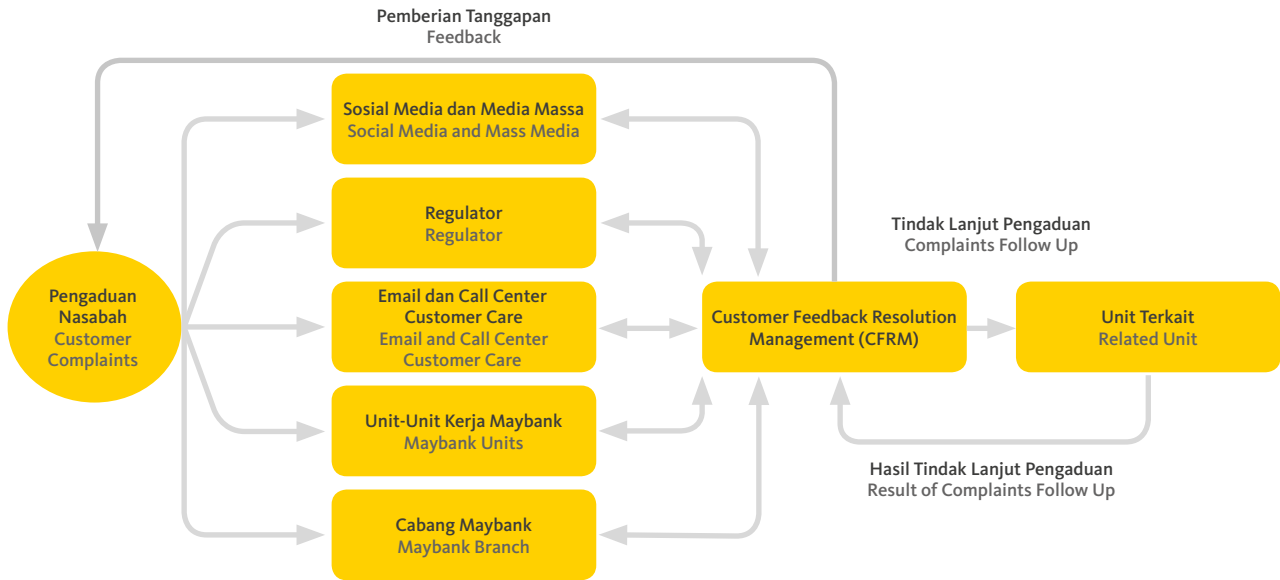 Pemberian Tanggapan
Feedback
Sosial Media dan Media Massa
Social Media and Mass Media
Regulator
Regulator
Tindak Lanjut Pengaduan
Complaints Follow Up
Pengaduan
Nasabah
Customer
Complaints
Email dan Call Center
Customer Care
Email and Call Center
Customer Care
Customer Feedback Resolution
Management (CFRM)
Unit Terkait
Related Unit
Unit-Unit Kerja Maybank
Maybank Units
Hasil Tindak Lanjut Pengaduan
Result of Complaints Follow Up
Cabang Maybank
Maybank Branch